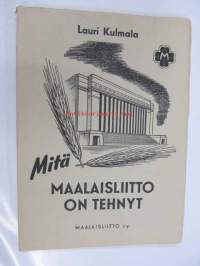 Lauri Kulmala
M
Mitä
MAALAISLIITTO
ON TEHNYT
MAALAISLIITTO r.y.